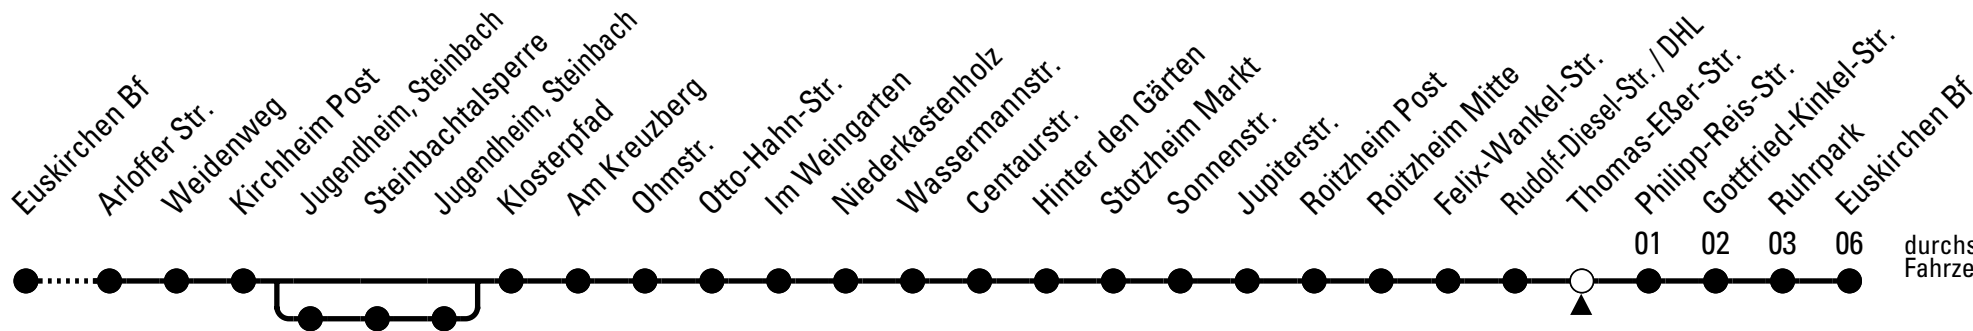 Euskirchen Bf
Arloffer Str.
Weidenweg
Kirchheim Post
Jugendheim, Steinbach
Steinbachtalsperre
Jugendheim, Steinbach
Klosterpfad
Am Kreuzberg
Ohmstr.
Otto-Hahn-Str.
Im Weingarten
Niederkastenholz
Wassermannstr.
Centaurstr.
Hinter den Gärten
Stotzheim Markt
Sonnenstr.
Jupiterstr.
Roitzheim Post
Roitzheim Mitte
Felix-Wankel-Str.
Rudolf-Diesel-Str. / DHL
Thomas-Eßer-Str.
Philipp-Reis-Str.
Gottfried-Kinkel-Str.
Ruhrpark
Euskirchen Bf
01 02 03 06
durchs
Fahrze